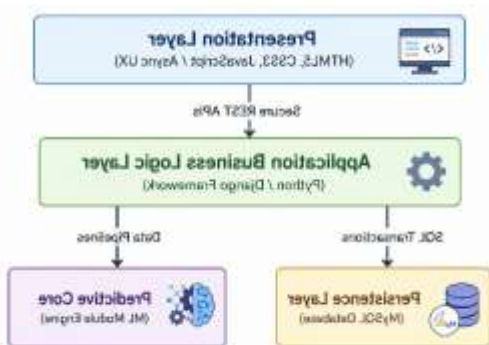 Presentation Layer
(HTML5, CSS3, JavaScript / Async UX)
</>
Secure REST APIs
Application Business Logic Layer
(Python / Django Framework)
SQL Transactions
Data Pipelines
Persistence Layer
(MySQL Database)
Predictive Core
(ML Module Engine)